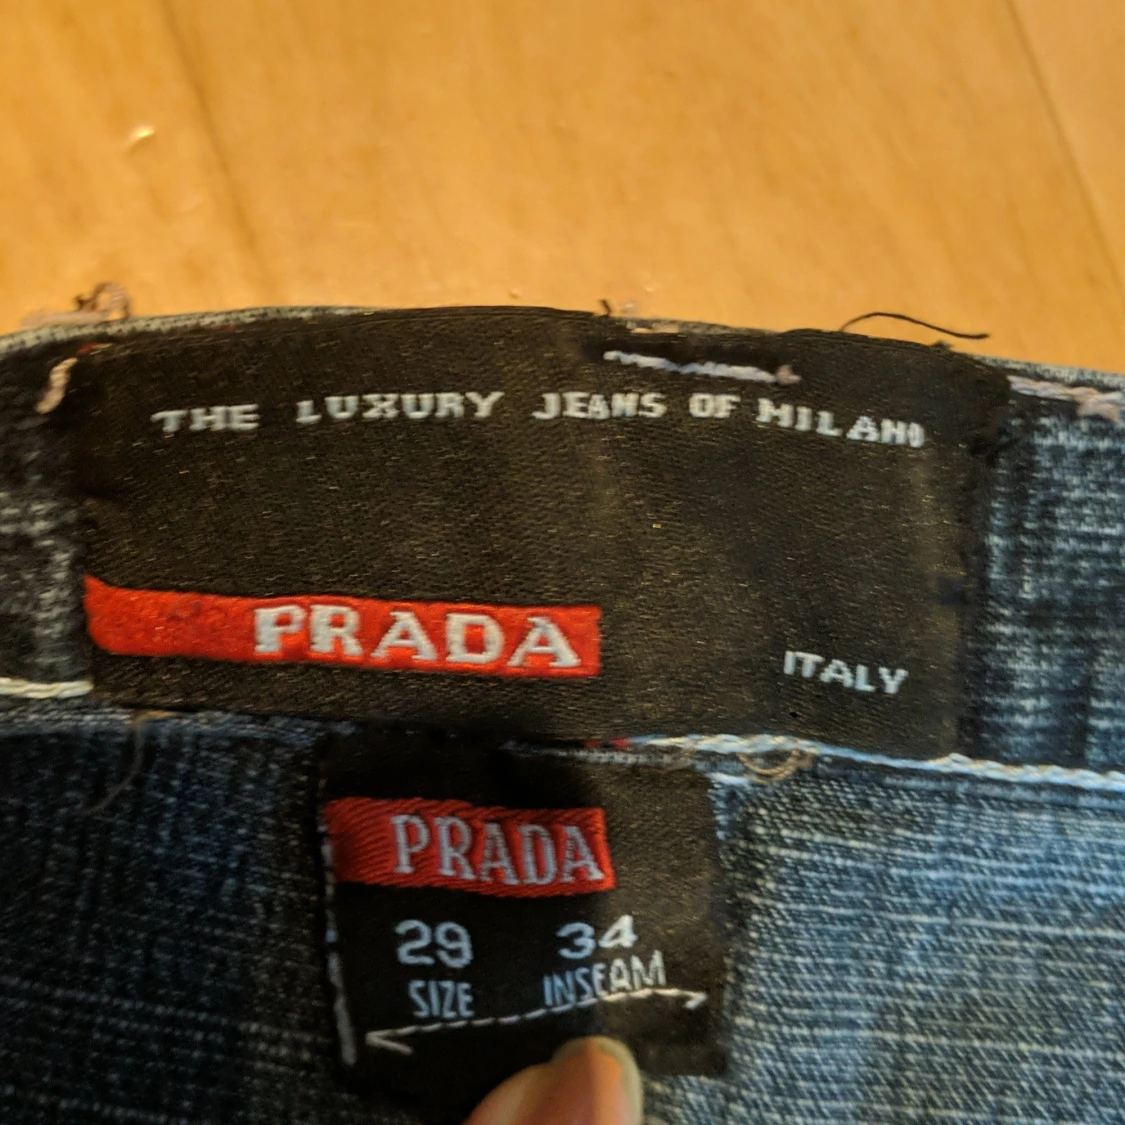 THE LUXURY JEANS OF MILANO
PRADA
ITALY
PRADA
29 34
SIZE INSEAM